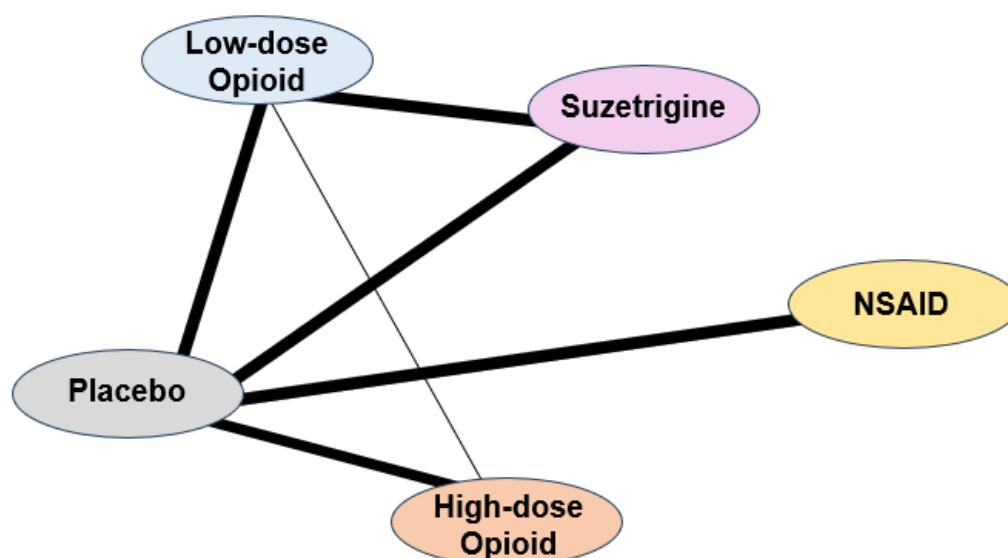 Low-dose
Opioid
Suzetrigine
NSAID
Placebo
High-dose
Opioid